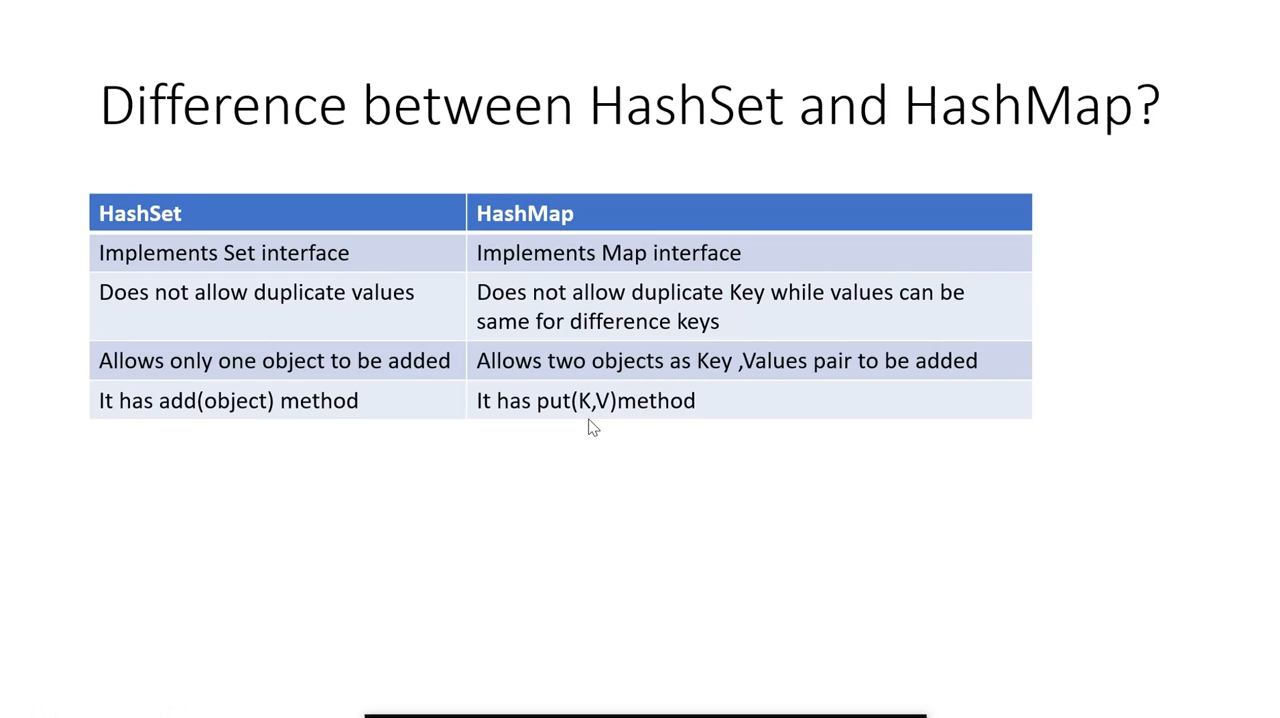 Difference between HashSet and HashMap?
HashSet
HashMap
Implements Set interface
Implements Map interface
Does not allow duplicate values
Does not allow duplicate Key while values can be
same for difference keys
Allows only one object to be added
Allows two objects as Key ,Values pair to be added
It has add(object) method
It has put(K,V)method